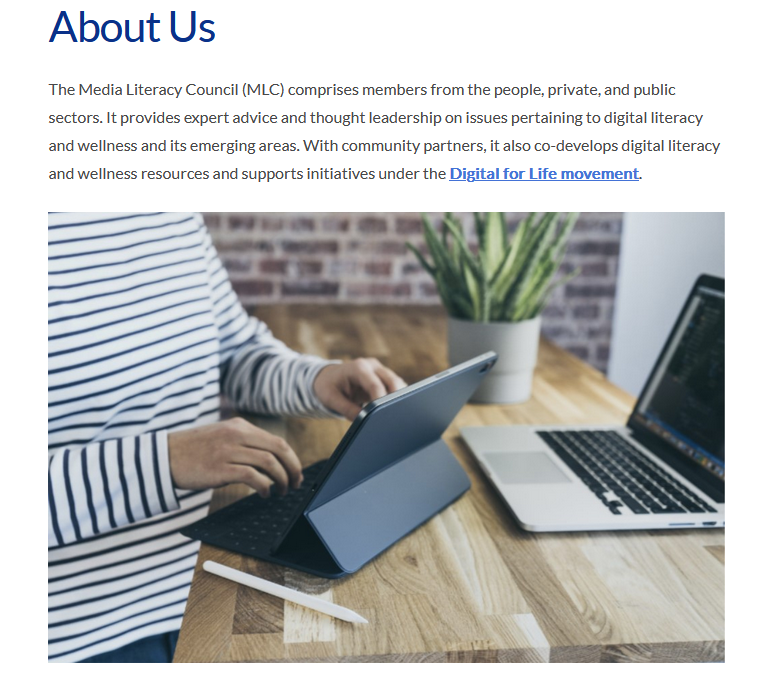 About Us
The Media Literacy Council (MLC) comprises members from the people, private, and public
sectors. It provides expert advice and thought leadership on issues pertaining to digital literacy
and wellness and its emerging areas. With community partners, it also co-develops digital literacy
and wellness resources and supports initiatives under the Digital for Life movement.